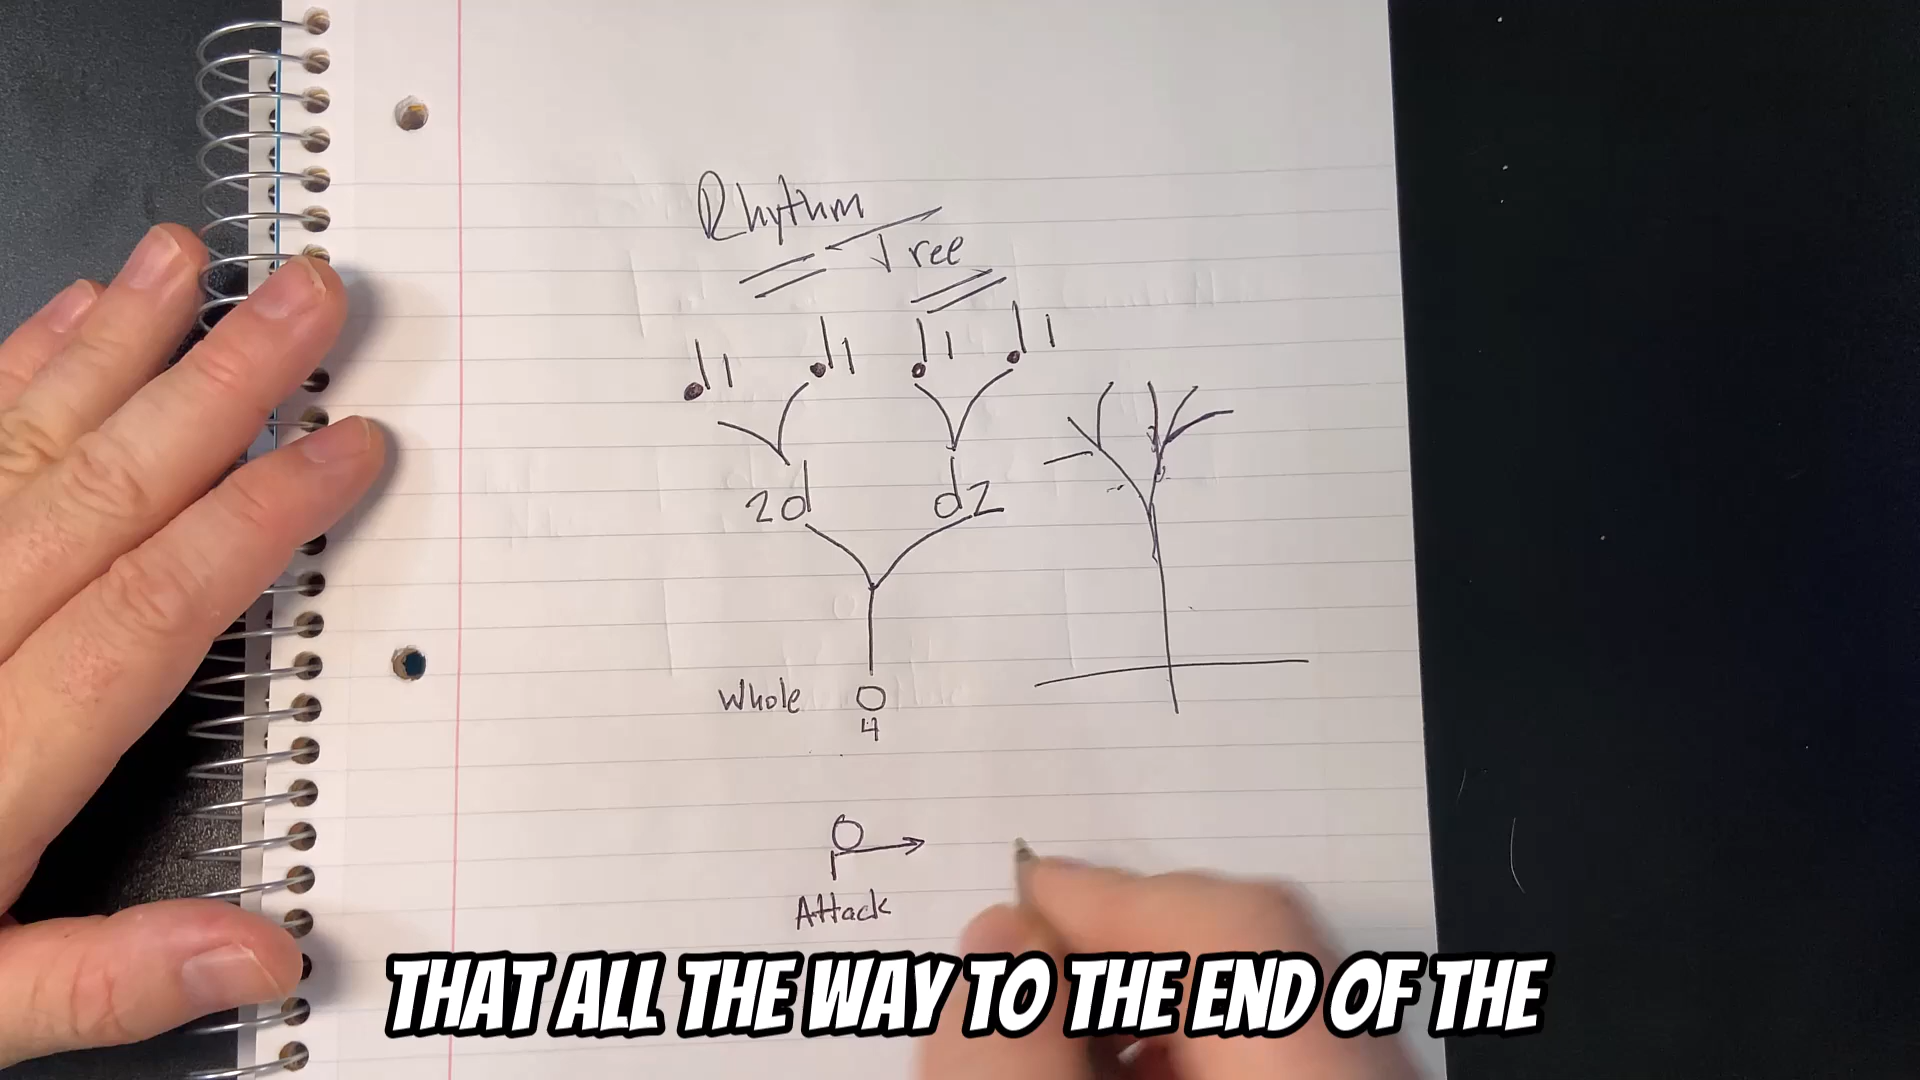 Rhythm
Tree
1 1 1 1
2 2
Whole
4
Attack
THAT ALL THE WAY TO THE END OF THE